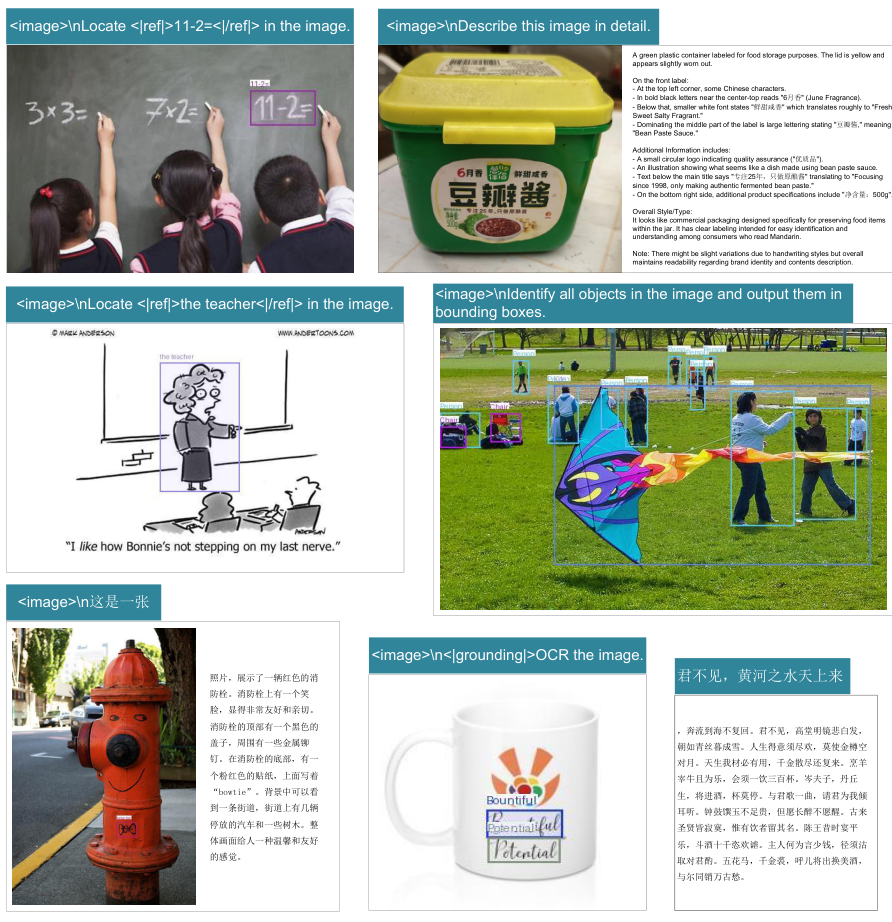 <image>\nLocate <|ref|>11-2=<|/ref|> in the image.
11-2=
3×3=
7×2=
11-2=
<image>\nDescribe this image in detail.
6月香
鲜甜咸香
豆瓣酱
专注25年，只做原酿酱
A green plastic container labeled for food storage purposes. The lid is yellow and
appears slightly worn out.
On the front label:
- At the top left corner, some Chinese characters.
- In bold black letters near the center-top reads "6月香" (June Fragrance).
- Below that, smaller white font states "鲜甜咸香" which translates roughly to "Fresh
Sweet Salty Fragrant."
- Dominating the middle part of the label is large lettering stating "豆瓣酱," meaning
"Bean Paste Sauce."
Additional Information includes:
- A small circular logo indicating quality assurance ("优质品").
- An illustration showing what seems like a dish made using bean paste sauce.
- Text below the main title says "专注25年，只做原酿酱" translating to "Focusing
since 1998, only making authentic fermented bean paste."
- On the bottom right side, additional product specifications include "净含量：500g"
Overall Style/Type:
It looks like commercial packaging designed specifically for preserving food items
within the jar. It has clear labeling intended for easy identification and
understanding among consumers who read Mandarin.
Note: There might be slight variations due to handwriting styles but overall
maintains readability regarding brand identity and contents description.
<image>\nLocate <|ref|>the teacher<|/ref|> in the image.
© MARK ANDERSON
WWW.ANDERTOONS.COM
the teacher
ANDERSON
"I like how Bonnie's not stepping on my last nerve."
<image>\nIdentify all objects in the image and output them in
bounding boxes.
Person
Person
Person
Person
Chair
Chair
Person
Person
<image>\n这是一张
照片，展示了一辆红色的消
防栓。消防栓上有一个笑
脸，显得非常友好和亲切。
消防栓的顶部有一个黑色的
盖子，周围有一些金属铆
钉。在消防栓的底部，有一
个粉红色的贴纸，上面写着
“bowtie”。背景中可以看
到一条街道，街道上有几辆
停放的汽车和一些树木。整
体画面给人一种温馨和友好
的感觉。
<image>\n<|grounding|>OCR the image.
Bountiful
Potential
Potential
君不见，黄河之水天上来
，奔流到海不复回。君不见，高堂明镜悲白发，
朝如青丝暮成雪。人生得意须尽欢，莫使金樽空
对月。天生我材必有用，千金散尽还复来。烹羊
宰牛且为乐，会须一饮三百杯。岑夫子，丹丘
生，将进酒，杯莫停。与君歌一曲，请君为我倾
耳听。钟鼓馔玉不足贵，但愿长醉不愿醒。古来
圣贤皆寂寞，惟有饮者留其名。陈王昔时宴平
乐，斗酒十千恣欢谑。主人何为言少钱，径须沽
取对君酌。五花马，千金裘，呼儿将出换美酒，
与尔同销万古愁。